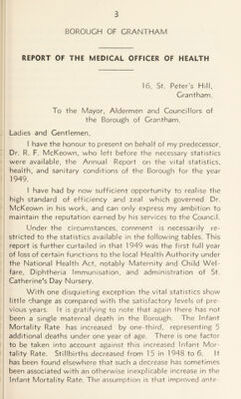 3
BOROUGH OF GRANTHAM
REPORT OF THE MEDICAL OFFICER OF HEALTH
16, St. Peter's Hill,
Grantham.
To the Mayor, Aldermen and Councillors of
the Borough of Grantham.
Ladies and Gentlemen,
I have the honour to present on behalf of my predecessor,
Dr. R. F. McKeown, who left before the necessary statistics
were available, the Annual Report on the vital statistics,
health, and sanitary conditions of the Borough for the year
1949.
I have by now sufficient opportunity to realise the
high standard of efficiency and zeal which governed Dr.
McKeown in his work, and can only express my ambition to
maintain the reputation earned by his services to the Council.
Under the circumstances, comment is necessarily re-
stricted to the statistics available in the following tables. This
report is further curtailed in that 1949 was the first full year
of loss of certain functions to the local Health Authority under
the National Health Act, notably Maternity and Child Wel-
fare, Diphtheria Immunisation, and administration of St.
Catherine's Day Nursery.
With one disquieting exception the vital statistics show
little change as compared with the satisfactory levels of pre-
vious years. It is gratifying to note that again there has not
been a single maternal death in the Borough. The Infant
Mortality Rate has increased by one-third, representing 5
additional deaths under one year of age. There is one factor
to be taken into account against this increased Infant Mor-
tality Rate. Stillbirths decreased from 15 in 1948 to 6. It
has been found elsewhere that such a decrease has sometimes
been associated with an otherwise inexplicable increase in the
Infant Mortality Rate. The assumption is that improved ante-